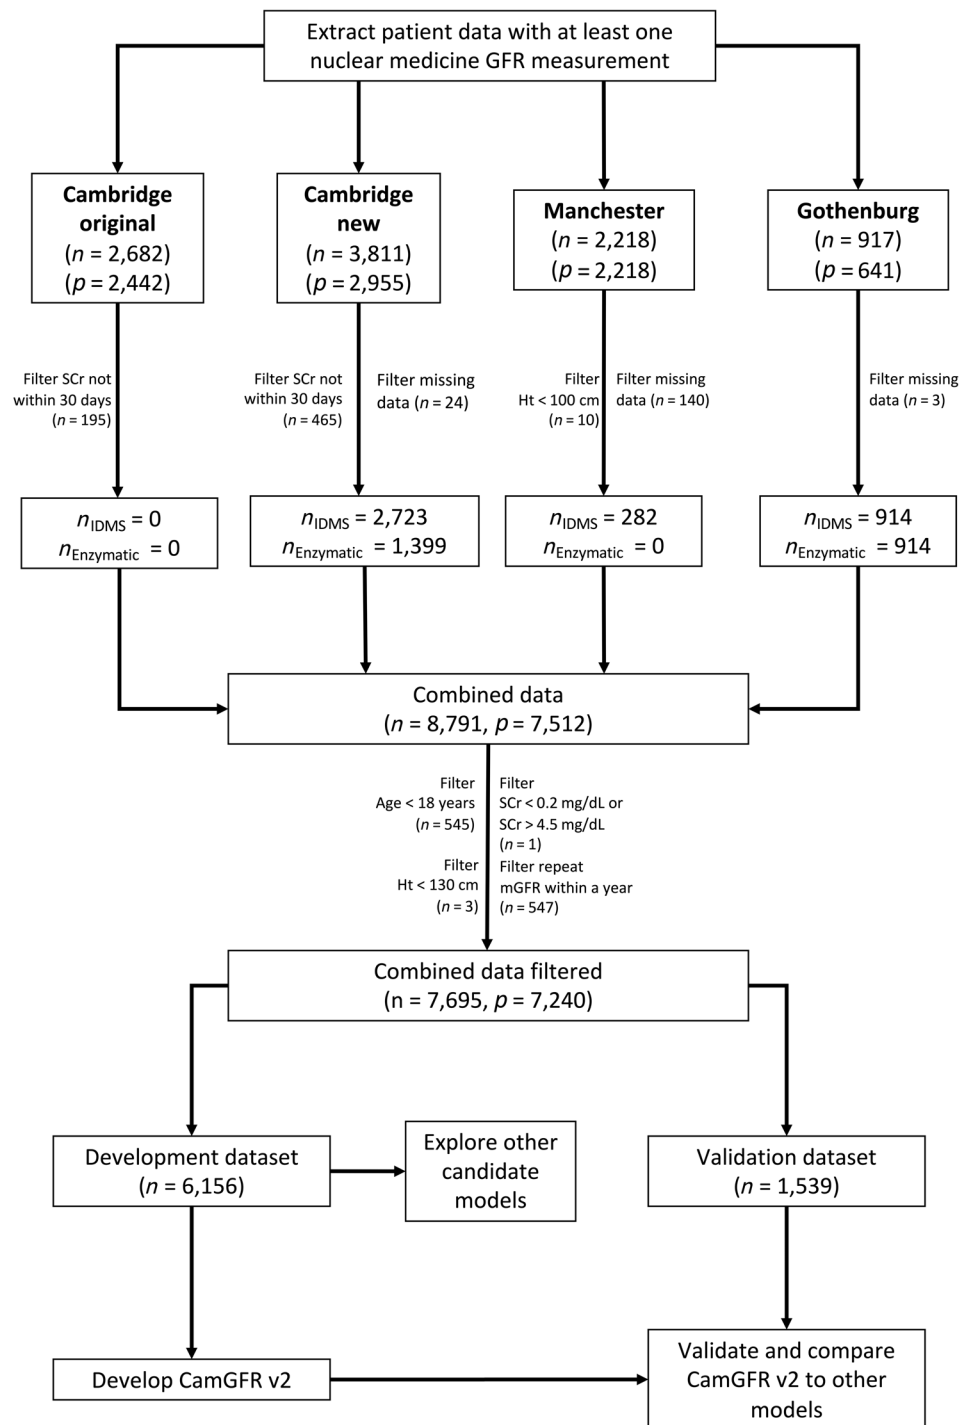 Extract patient data with at least one
nuclear medicine GFR measurement
Cambridge
original
(n = 2,682)
(p = 2,442)
Cambridge
new
(n = 3,811)
(p = 2,955)
Manchester
(n = 2,218)
(p = 2,218)
Gothenburg
(n = 917)
(p = 641)
Filter SCr not
within 30 days
(n = 195)
Filter SCr not
within 30 days
(n = 465)
Filter missing
data (n = 24)
Filter
Ht < 100 cm
(n = 10)
Filter missing
data (n = 140)
Filter missing
data (n = 3)
nIDMS = 0
nEnzymatic = 0
nIDMS = 2,723
nEnzymatic = 1,399
nIDMS = 282
nEnzymatic = 0
nIDMS = 914
nEnzymatic = 914
Combined data
(n = 8,791, p = 7,512)
Filter
Age < 18 years
(n = 545)
Filter
SCr < 0.2 mg/dL or
SCr > 4.5 mg/dL
(n = 1)
Filter
Ht < 130 cm
(n = 3)
Filter repeat
mGFR within a year
(n = 547)
Combined data filtered
(n = 7,695, p = 7,240)
Development dataset
(n = 6,156)
Explore other
candidate
models
Validation dataset
(n = 1,539)
Develop CamGFR v2
Validate and compare
CamGFR v2 to other
models